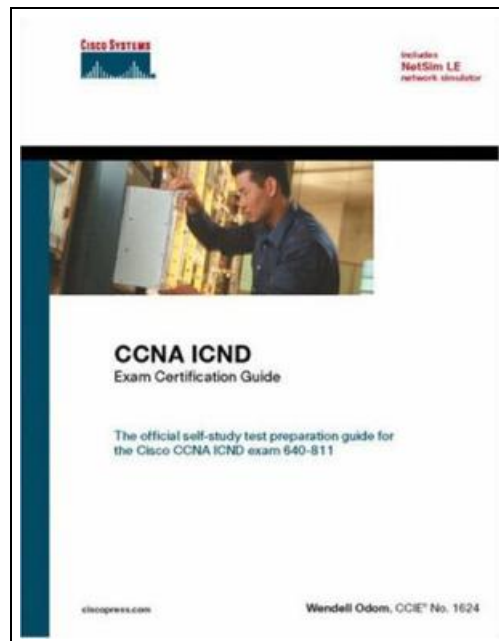 CISCO SYSTEMS
Includes
NetSim LE
network simulator
CCNA ICND
Exam Certification Guide
The official self-study test preparation guide for
the Cisco CCNA ICND exam 640-811
ciscopress.com
Wendell Odom, CCIE® No. 1624